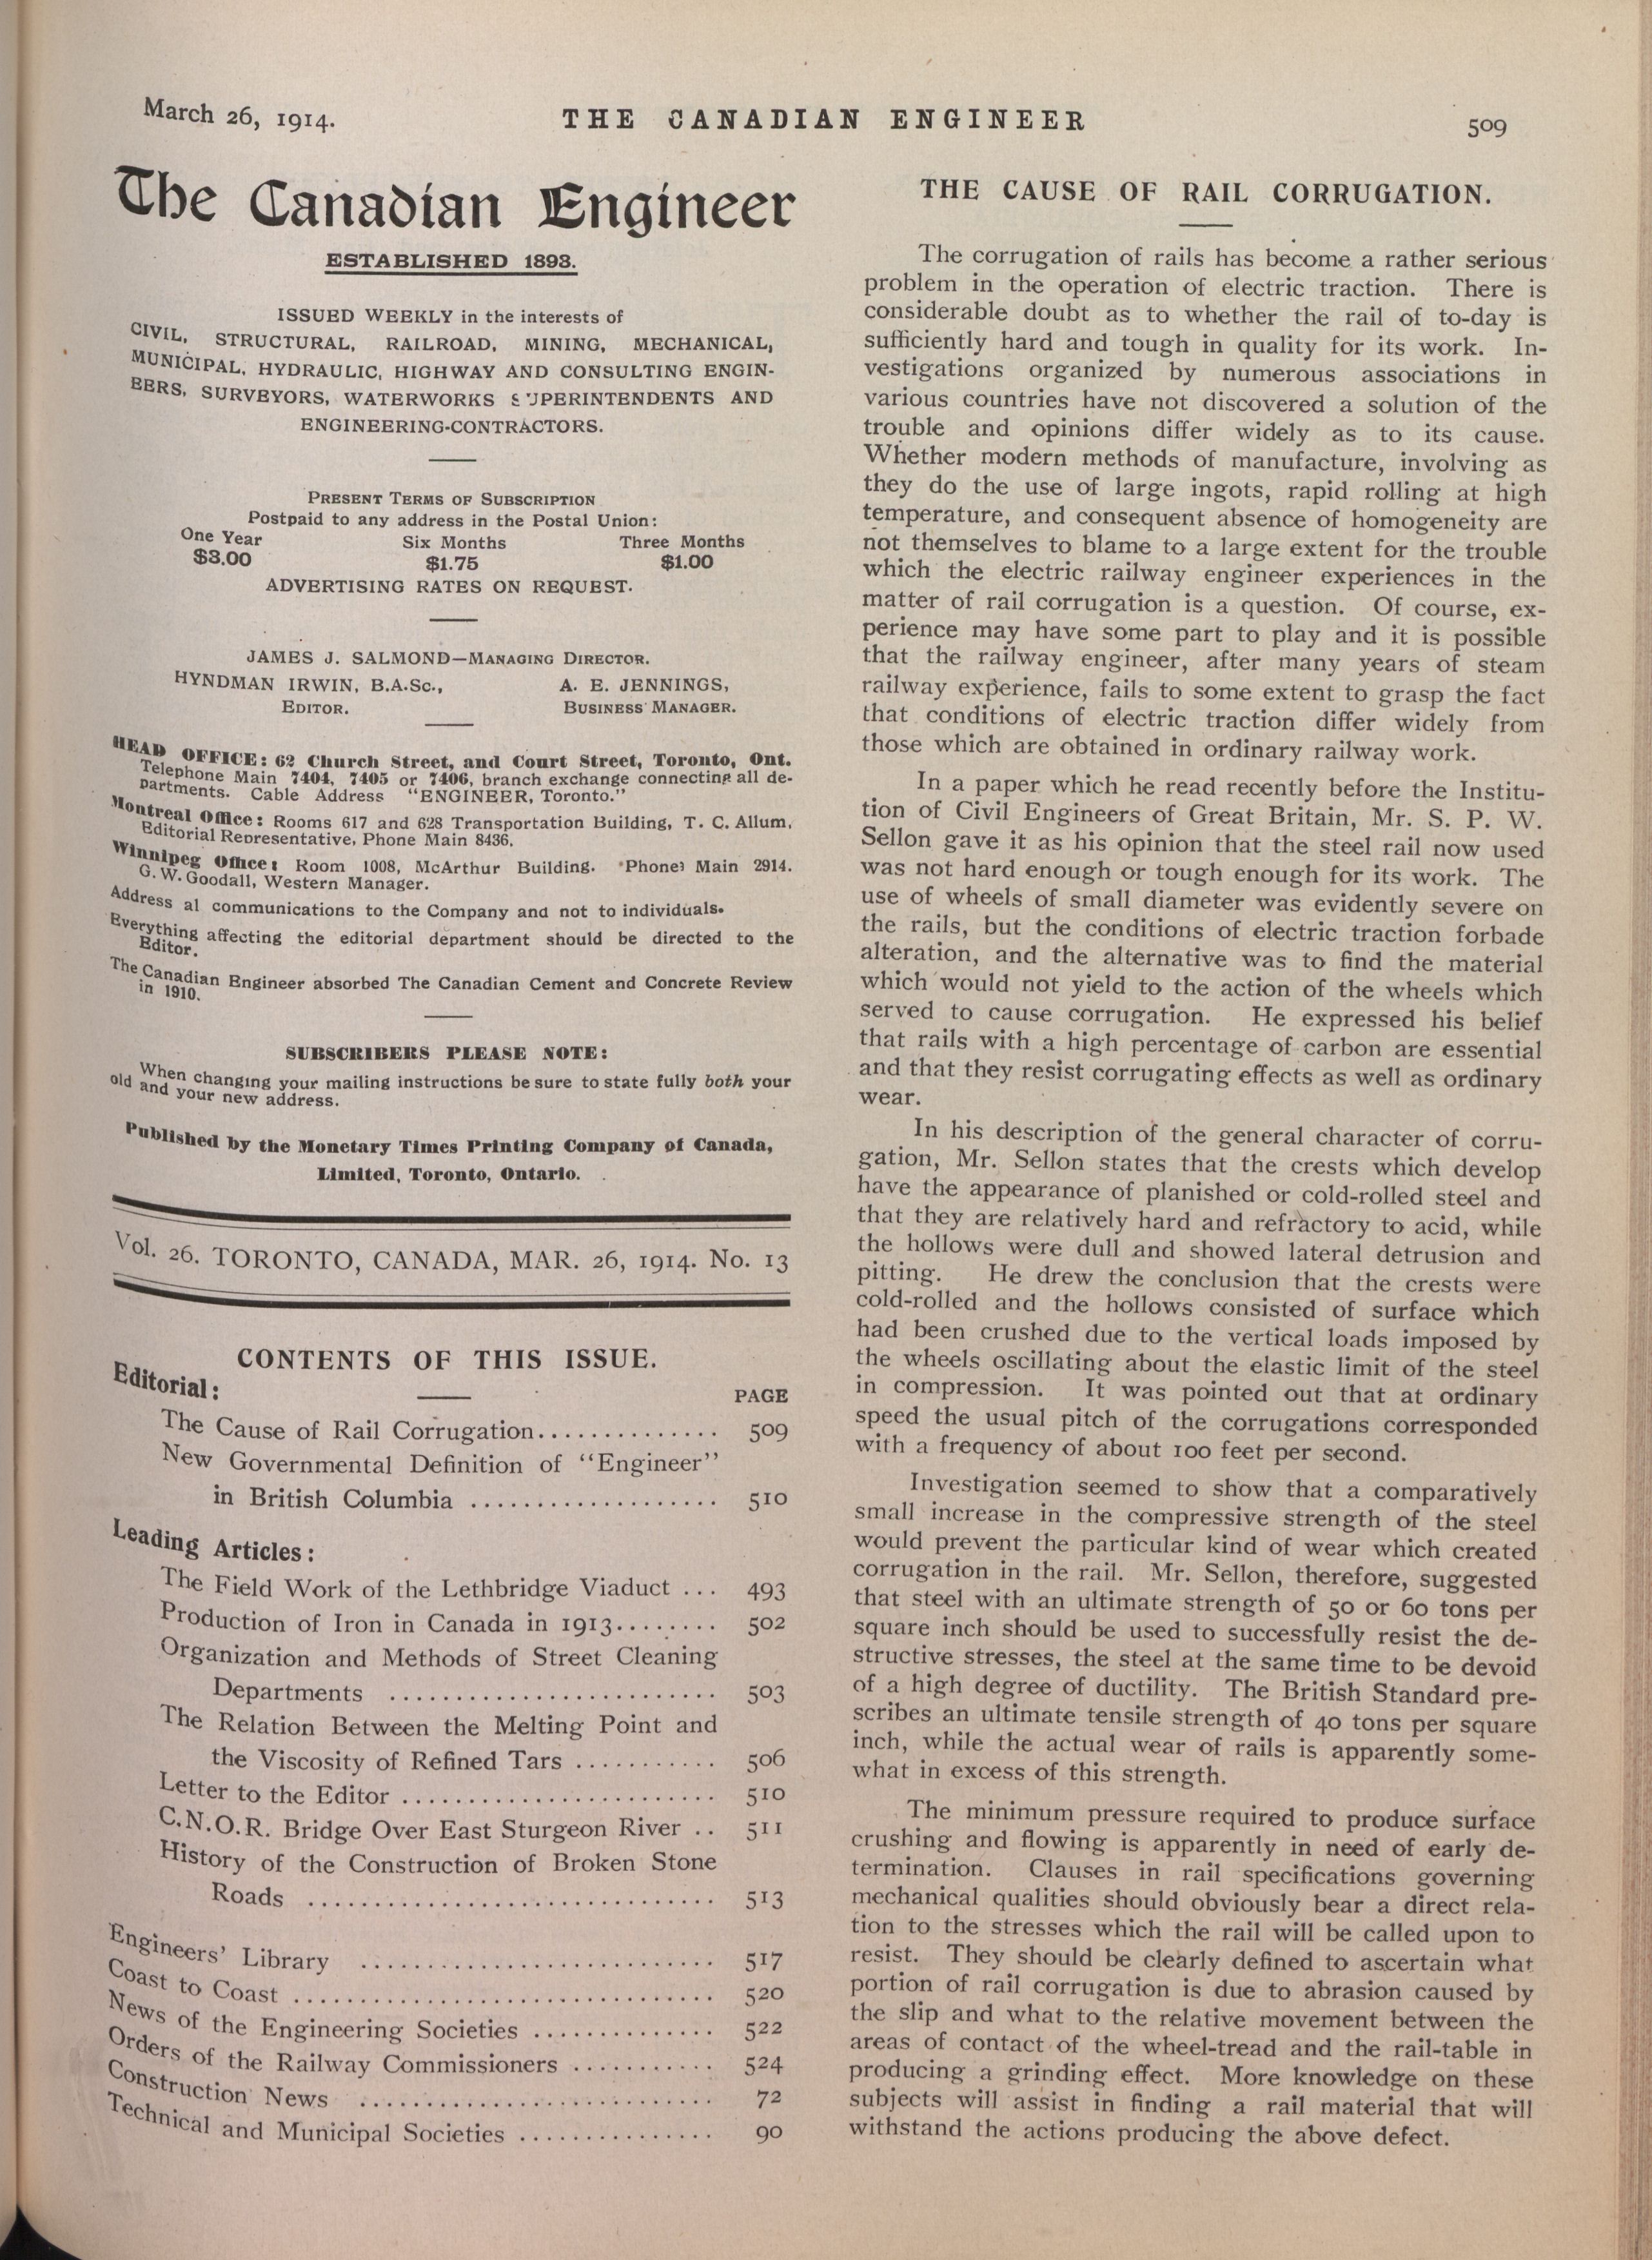 March 26, 1914.
THE CANADIAN ENGINEER
509
The Canadian Engineer
ESTABLISHED 1893.
ISSUED WEEKLY in the interests of
CIVIL, STRUCTURAL, RAILROAD, MINING, MECHANICAL,
MUNICIPAL, HYDRAULIC, HIGHWAY AND CONSULTING ENGIN-
EERS, SURVEYORS, WATERWORKS SUPERINTENDENTS AND
ENGINEERING-CONTRACTORS.
PRESENT TERMS OF SUBSCRIPTION
Postpaid to any address in the Postal Union:
One Year Six Months Three Months
$3.00 $1.75 $1.00
ADVERTISING RATES ON REQUEST.
JAMES J. SALMOND—MANAGING DIRECTOR.
HYNDMAN IRWIN, B.A.Sc., A. E. JENNINGS,
EDITOR. BUSINESS MANAGER.
HEAD OFFICE: 62 Church Street, and Court Street, Toronto, Ont.
Telephone Main 7404, 7405 or 7406, branch exchange connecting all de-
partments. Cable Address "ENGINEER, Toronto."
Montreal Office: Rooms 617 and 628 Transportation Building, T. C. Allum,
Editorial Representative, Phone Main 8436.
Winnipeg Office: Room 1008, McArthur Building. Phone Main 2914.
G. W. Goodall, Western Manager.
Address al communications to the Company and not to individuals.
Everything affecting the editorial department should be directed to the
Editor.
The Canadian Engineer absorbed The Canadian Cement and Concrete Review
in 1910.
SUBSCRIBERS PLEASE NOTE:
When changing your mailing instructions be sure to state fully both your
old and your new address.
Published by the Monetary Times Printing Company of Canada,
Limited, Toronto, Ontario.
Vol. 26. TORONTO, CANADA, MAR. 26, 1914. No. 13
CONTENTS OF THIS ISSUE.
Editorial:
PAGE
The Cause of Rail Corrugation.............. 509
New Governmental Definition of "Engineer"
in British Columbia ................... 510
Leading Articles:
The Field Work of the Lethbridge Viaduct ... 493
Production of Iron in Canada in 1913........ 502
Organization and Methods of Street Cleaning
Departments ......................... 503
The Relation Between the Melting Point and
the Viscosity of Refined Tars ........... 506
Letter to the Editor ........................ 510
C.N.O.R. Bridge Over East Sturgeon River .. 511
History of the Construction of Broken Stone
Roads ............................... 513
Engineers' Library ........................... 517
Coast to Coast ................................ 520
News of the Engineering Societies .............. 522
Orders of the Railway Commissioners ........... 524
Construction News ........................... 72
Technical and Municipal Societies ............... 90
THE CAUSE OF RAIL CORRUGATION.
The corrugation of rails has become a rather serious
problem in the operation of electric traction. There is
considerable doubt as to whether the rail of to-day is
sufficiently hard and tough in quality for its work. In-
vestigations organized by numerous associations in
various countries have not discovered a solution of the
trouble and opinions differ widely as to its cause.
Whether modern methods of manufacture, involving as
they do the use of large ingots, rapid rolling at high
temperature, and consequent absence of homogeneity are
not themselves to blame to a large extent for the trouble
which the electric railway engineer experiences in the
matter of rail corrugation is a question. Of course, ex-
perience may have some part to play and it is possible
that the railway engineer, after many years of steam
railway experience, fails to some extent to grasp the fact
that conditions of electric traction differ widely from
those which are obtained in ordinary railway work.
In a paper which he read recently before the Institu-
tion of Civil Engineers of Great Britain, Mr. S. P. W.
Sellon gave it as his opinion that the steel rail now used
was not hard enough or tough enough for its work. The
use of wheels of small diameter was evidently severe on
the rails, but the conditions of electric traction forbade
alteration, and the alternative was to find the material
which would not yield to the action of the wheels which
served to cause corrugation. He expressed his belief
that rails with a high percentage of carbon are essential
and that they resist corrugating effects as well as ordinary
wear.
In his description of the general character of corru-
gation, Mr. Sellon states that the crests which develop
have the appearance of planished or cold-rolled steel and
that they are relatively hard and refractory to acid, while
the hollows were dull and showed lateral detrusion and
pitting. He drew the conclusion that the crests were
cold-rolled and the hollows consisted of surface which
had been crushed due to the vertical loads imposed by
the wheels oscillating about the elastic limit of the steel
in compression. It was pointed out that at ordinary
speed the usual pitch of the corrugations corresponded
with a frequency of about 100 feet per second.
Investigation seemed to show that a comparatively
small increase in the compressive strength of the steel
would prevent the particular kind of wear which created
corrugation in the rail. Mr. Sellon, therefore, suggested
that steel with an ultimate strength of 50 or 60 tons per
square inch should be used to successfully resist the de-
structive stresses, the steel at the same time to be devoid
of a high degree of ductility. The British Standard pre-
scribes an ultimate tensile strength of 40 tons per square
inch, while the actual wear of rails is apparently some-
what in excess of this strength.
The minimum pressure required to produce surface
crushing and flowing is apparently in need of early de-
termination. Clauses in rail specifications governing
mechanical qualities should obviously bear a direct rela-
tion to the stresses which the rail will be called upon to
resist. They should be clearly defined to ascertain what
portion of rail corrugation is due to abrasion caused by
the slip and what to the relative movement between the
areas of contact of the wheel-tread and the rail-table in
producing a grinding effect. More knowledge on these
subjects will assist in finding a rail material that will
withstand the actions producing the above defect.